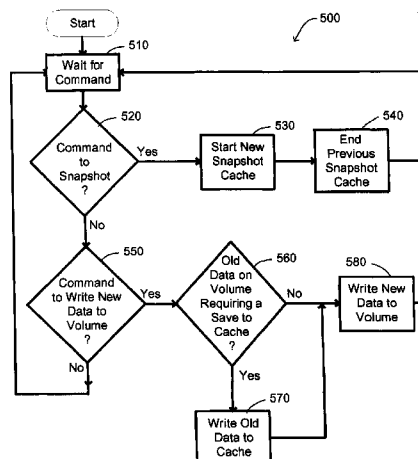 Start
500
510
Wait for
Command
520
Command
to
Snapshot
?
Yes
530
Start New
Snapshot
Cache
540
End
Previous
Snapshot
Cache
No
550
Command
to Write New
Data to
Volume
?
Yes
No
560
Old
Data on
Volume
Requiring a
Save to
Cache
?
No
Yes
570
Write Old
Data to
Cache
580
Write New
Data to
Volume